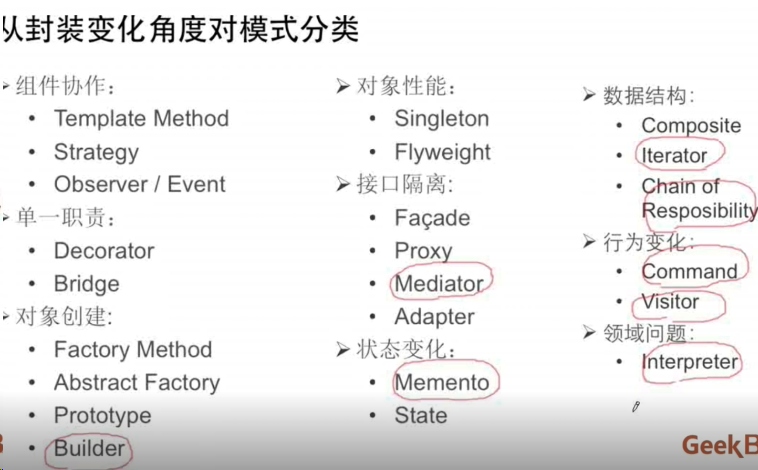 从封装变化角度对模式分类
组件协作：
Template Method
Strategy
Observer / Event
单一职责：
Decorator
Bridge
对象创建:
Factory Method
Abstract Factory
Prototype
Builder
对象性能：
Singleton
Flyweight
接口隔离:
Façade
Proxy
Mediator
Adapter
状态变化：
Memento
State
数据结构:
Composite
Iterator
Chain of
Resposibility
行为变化:
Command
Visitor
领域问题:
Interpreter
B
GeekB